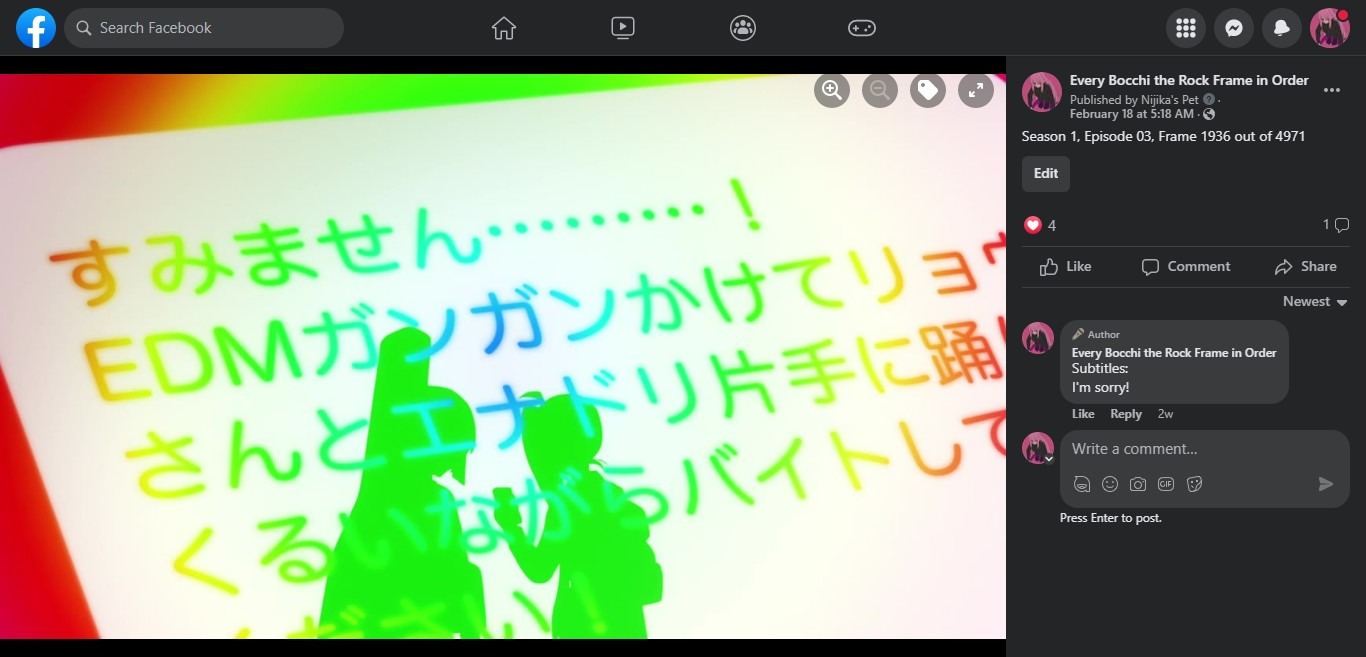 Search Facebook
すみません………！
EDMガンガンかけてリョウ
さんとエナドリ片手に踊り
くるいながらバイトして
ください！
Every Bocchi the Rock Frame in Order
Published by Nijika's Pet ·
February 18 at 5:18 AM ·
Season 1, Episode 03, Frame 1936 out of 4971
Edit
4
1
Like Comment Share
Newest
Author
Every Bocchi the Rock Frame in Order
Subtitles:
I'm sorry!
Like Reply 2w
Write a comment…
GIF
Press Enter to post.